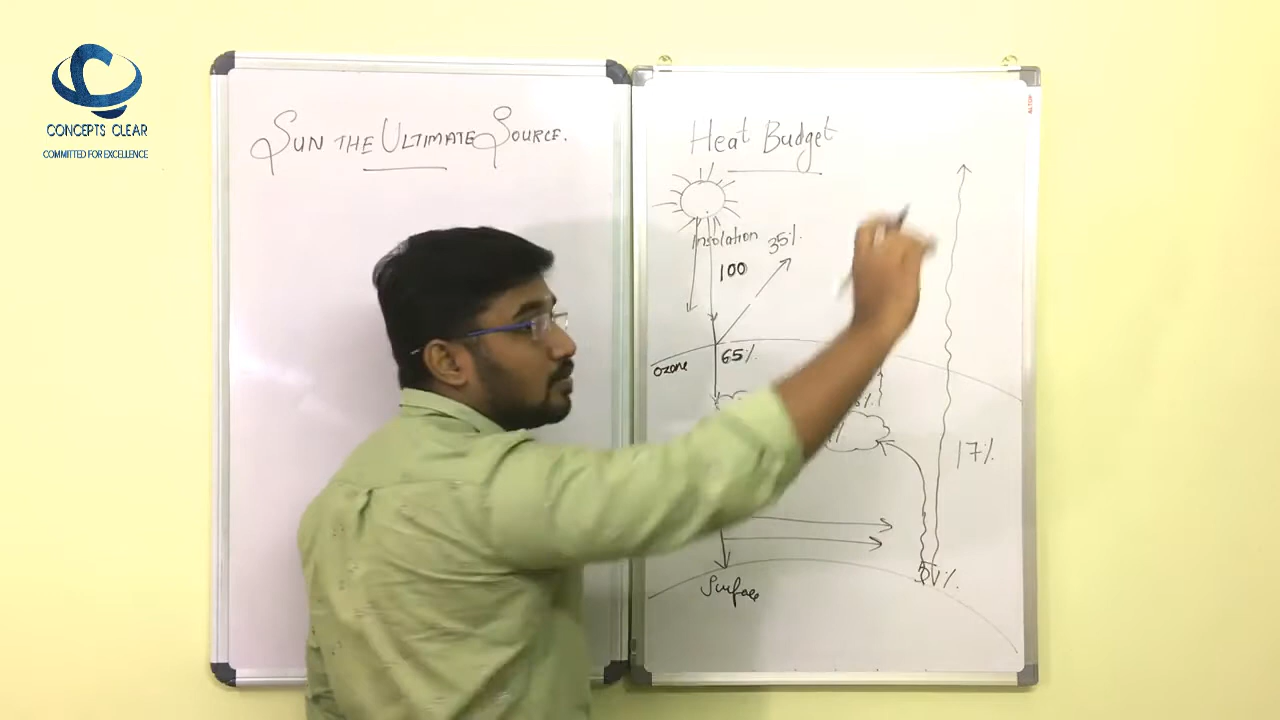 CONCEPTS CLEAR
COMMITTED FOR EXCELLENCE
SUN THE ULTIMATE SOURCE.
Heat Budget
Insolation
35%
100
ozone
65%
17%
Surface